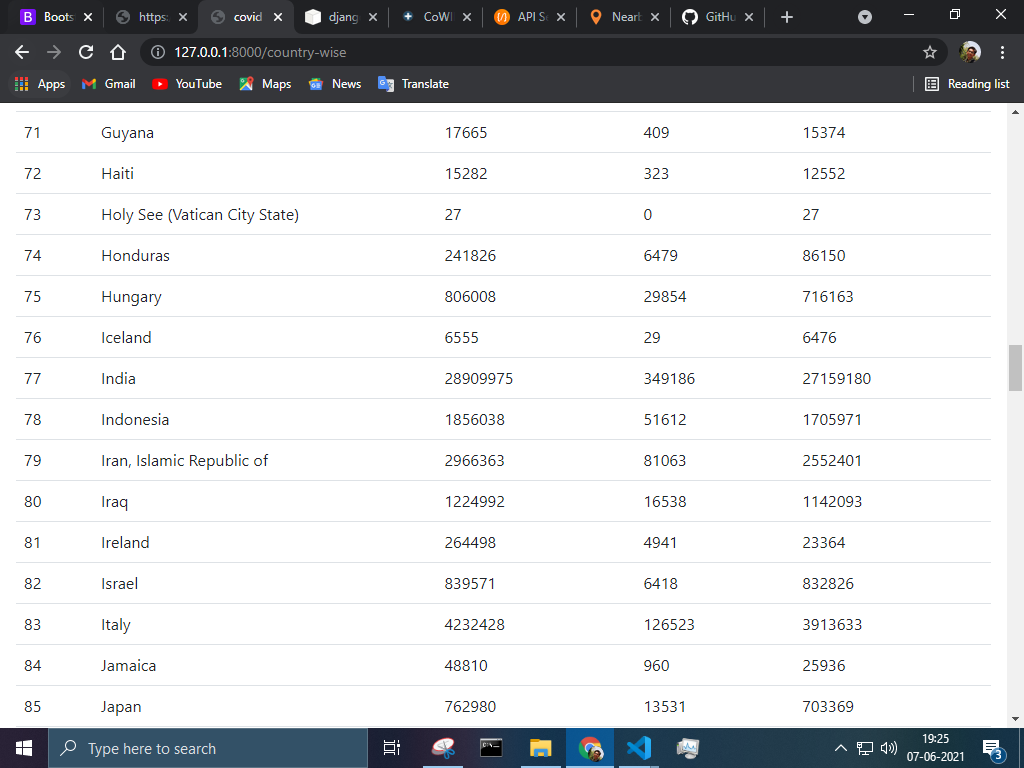 Boots https: covid djang CoWI API Se Nearb GitHu
127.0.0.1:8000/country-wise
Apps Gmail YouTube Maps News Translate Reading list
71 Guyana 17665 409 15374
72 Haiti 15282 323 12552
73 Holy See (Vatican City State) 27 0 27
74 Honduras 241826 6479 86150
75 Hungary 806008 29854 716163
76 Iceland 6555 29 6476
77 India 28909975 349186 27159180
78 Indonesia 1856038 51612 1705971
79 Iran, Islamic Republic of 2966363 81063 2552401
80 Iraq 1224992 16538 1142093
81 Ireland 264498 4941 23364
82 Israel 839571 6418 832826
83 Italy 4232428 126523 3913633
84 Jamaica 48810 960 25936
85 Japan 762980 13531 703369
Type here to search
19:25
07-06-2021
3